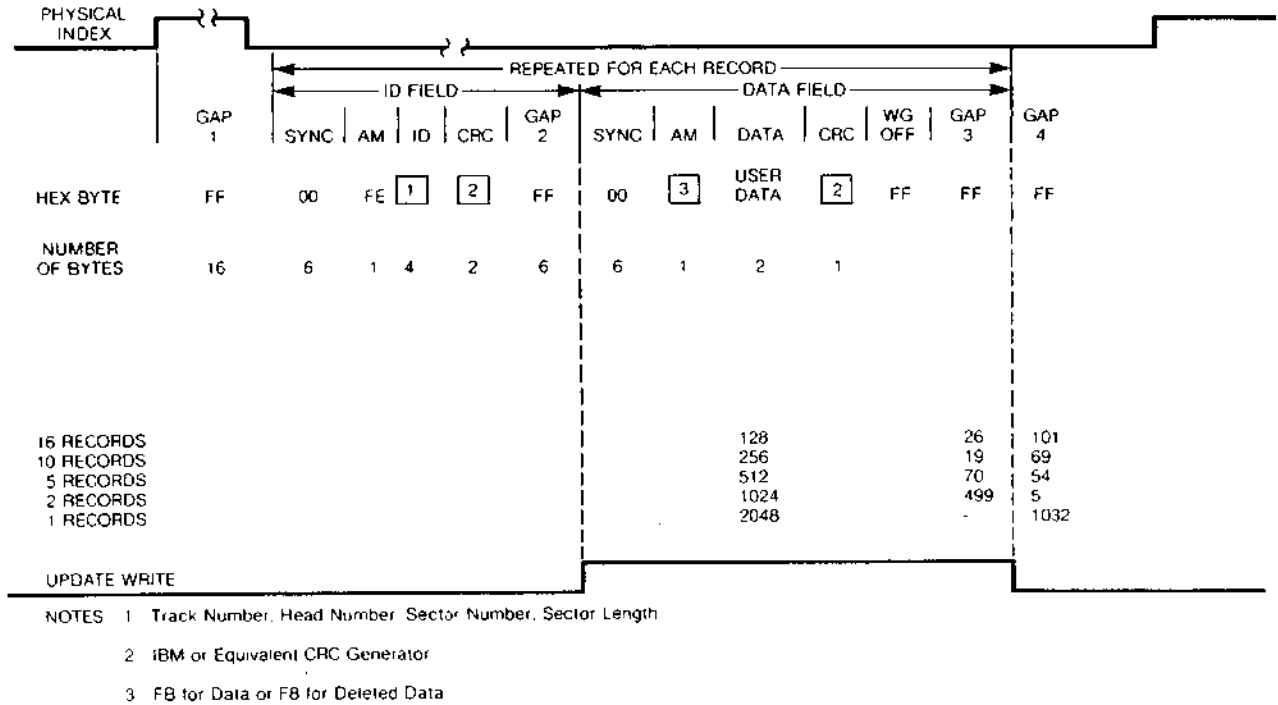 PHYSICAL
INDEX
REPEATED FOR EACH RECORD
ID FIELD DATA FIELD
GAP 1 SYNC AM ID CRC GAP 2 SYNC AM DATA CRC WG OFF GAP 3 GAP 4
HEX BYTE FF 00 FE 1 2 FF 00 3 USER DATA 2 FF FF FF
NUMBER
OF BYTES 16 6 1 4 2 6 6 1 2 1
16 RECORDS 128 26 101
10 RECORDS 256 19 69
5 RECORDS 512 70 54
2 RECORDS 1024 499 5
1 RECORDS 2048 - 1032
UPDATE WRITE
NOTES 1 Track Number, Head Number, Sector Number, Sector Length
2 IBM or Equivalent CRC Generator
3 FB for Data or F8 for Deleted Data